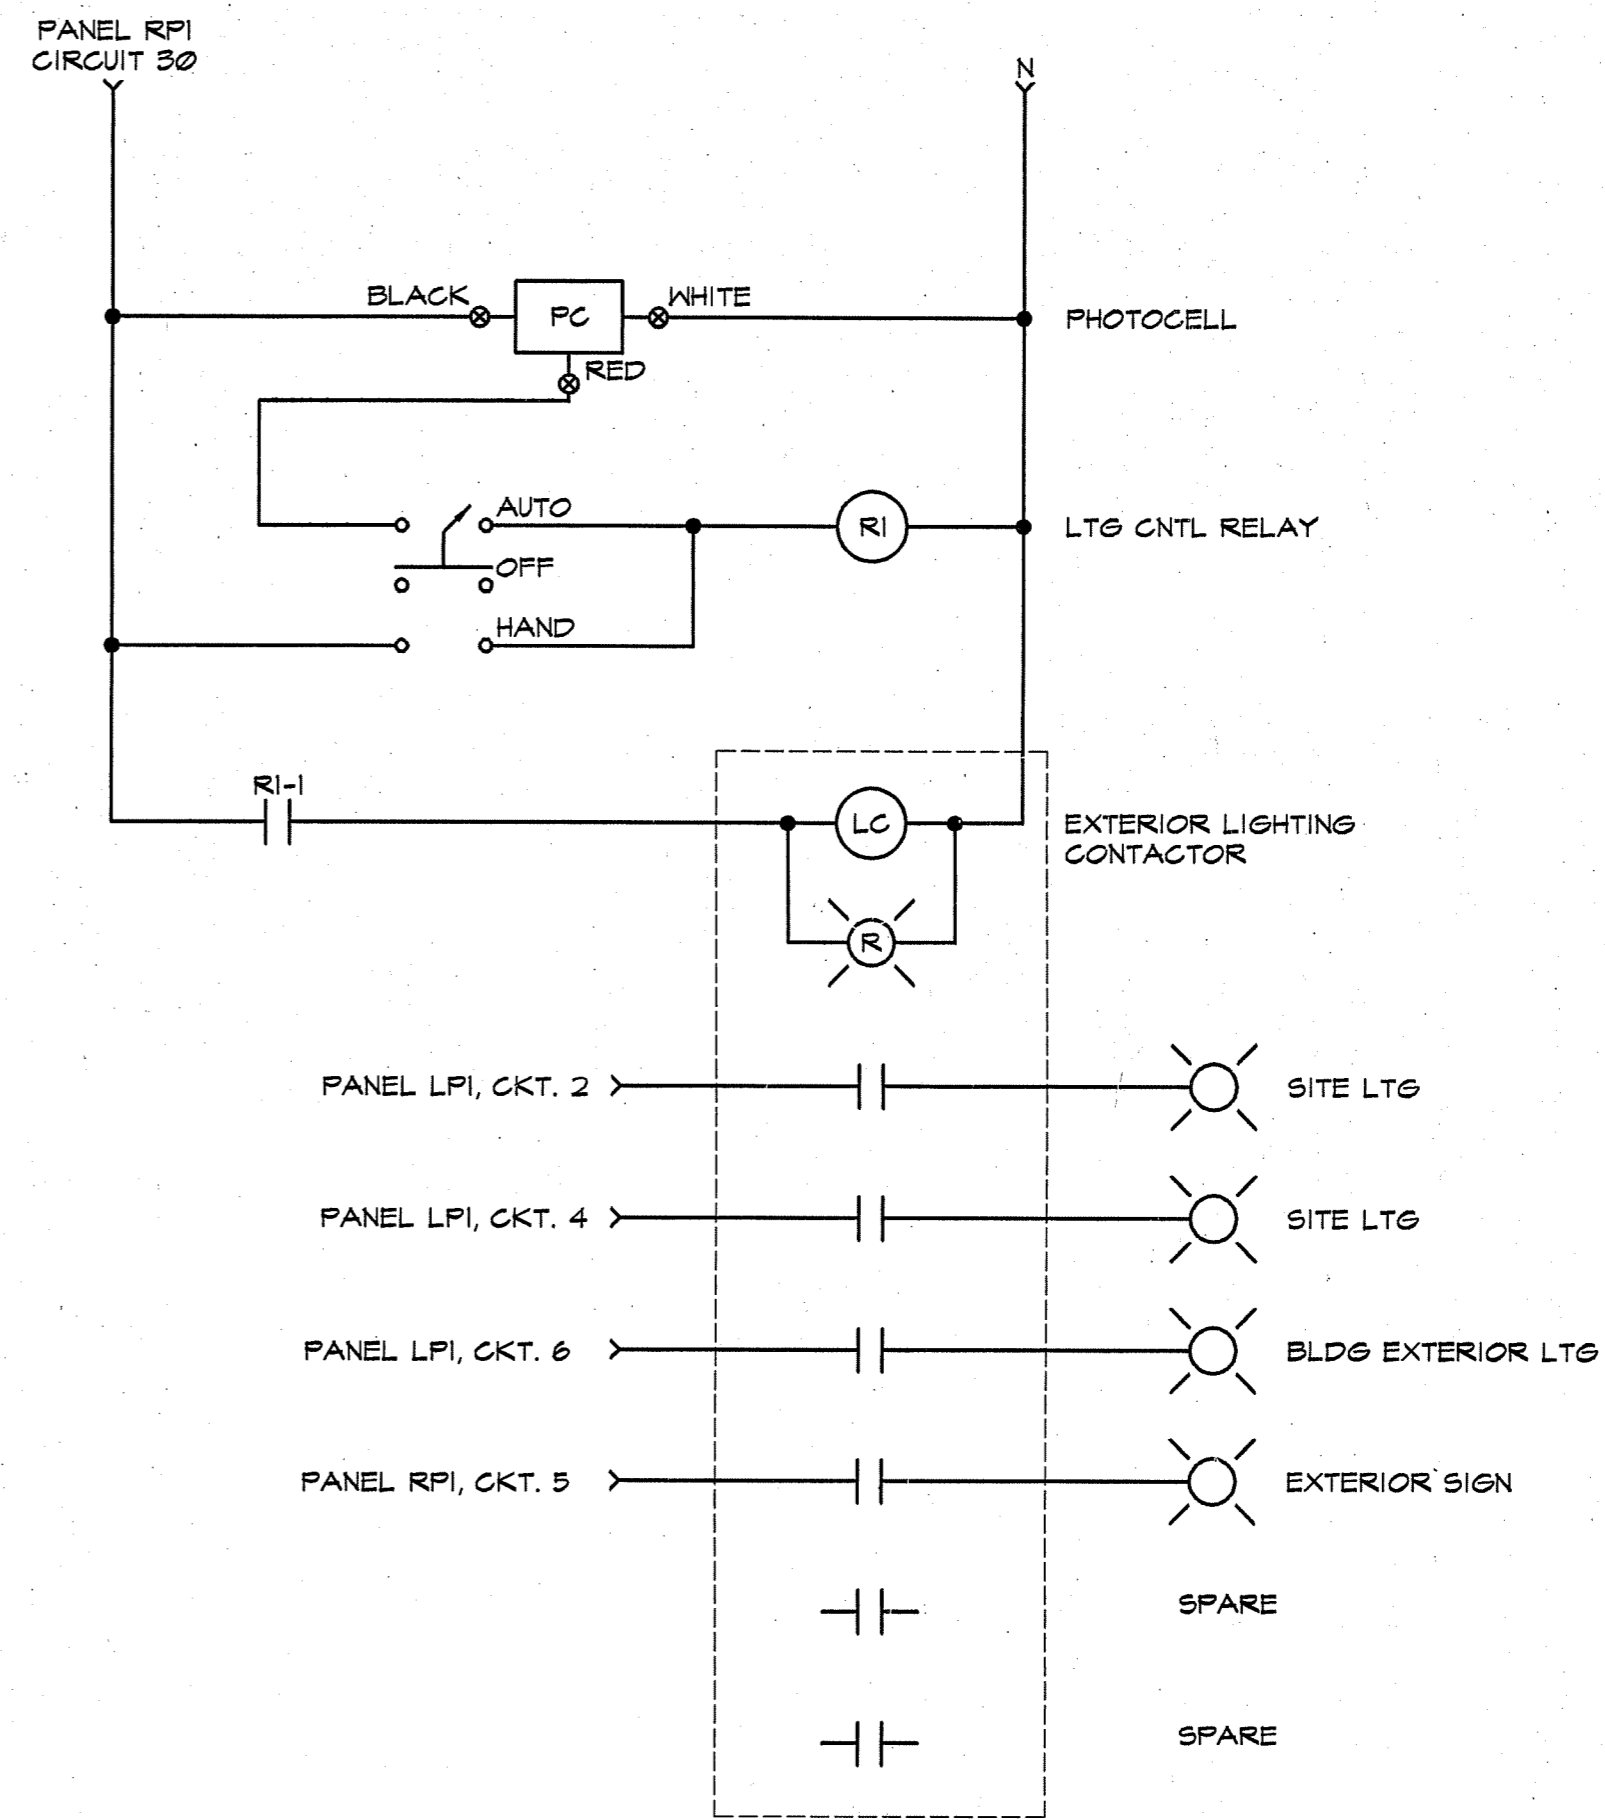 PANEL RP1
CIRCUIT 30
N
BLACK
PC
WHITE
PHOTOCELL
RED
AUTO
R1
LTG CNTL RELAY
OFF
HAND
R1-1
LC
EXTERIOR LIGHTING
CONTACTOR
R
PANEL LP1, CKT. 2
SITE LTG
PANEL LP1, CKT. 4
SITE LTG
PANEL LP1, CKT. 6
BLDG EXTERIOR LTG
PANEL RP1, CKT. 5
EXTERIOR SIGN
SPARE
SPARE